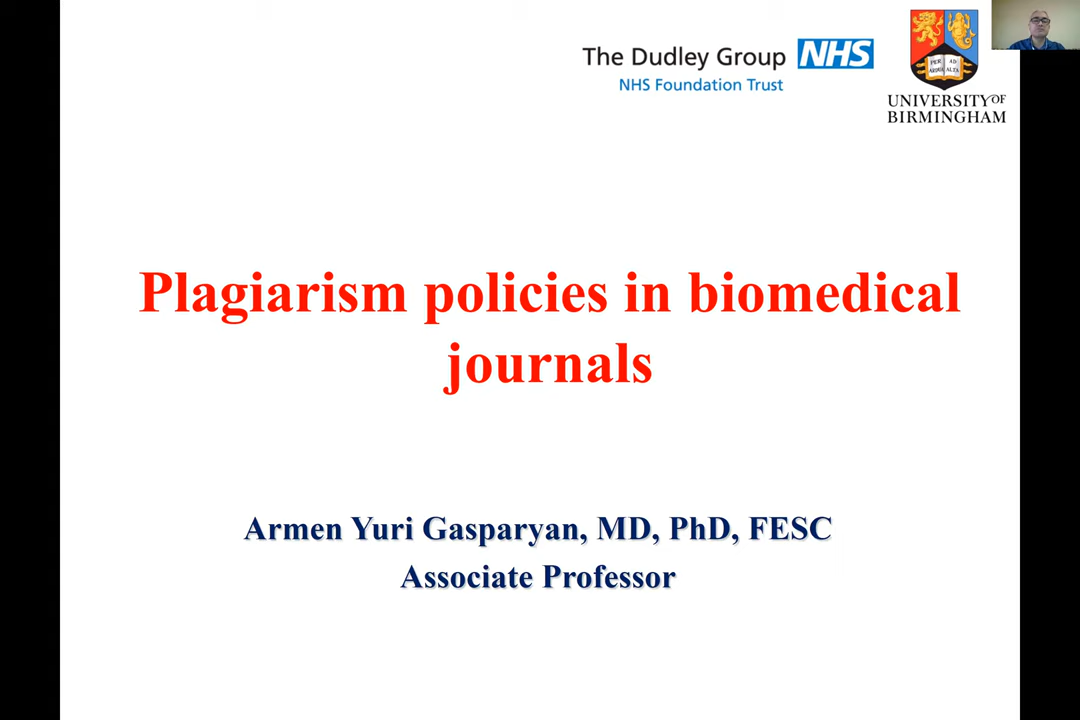 The Dudley Group NHS
NHS Foundation Trust
PER AD
ARDUA ALTA
UNIVERSITY OF
BIRMINGHAM
Plagiarism policies in biomedical
journals
Armen Yuri Gasparyan, MD, PhD, FESC
Associate Professor